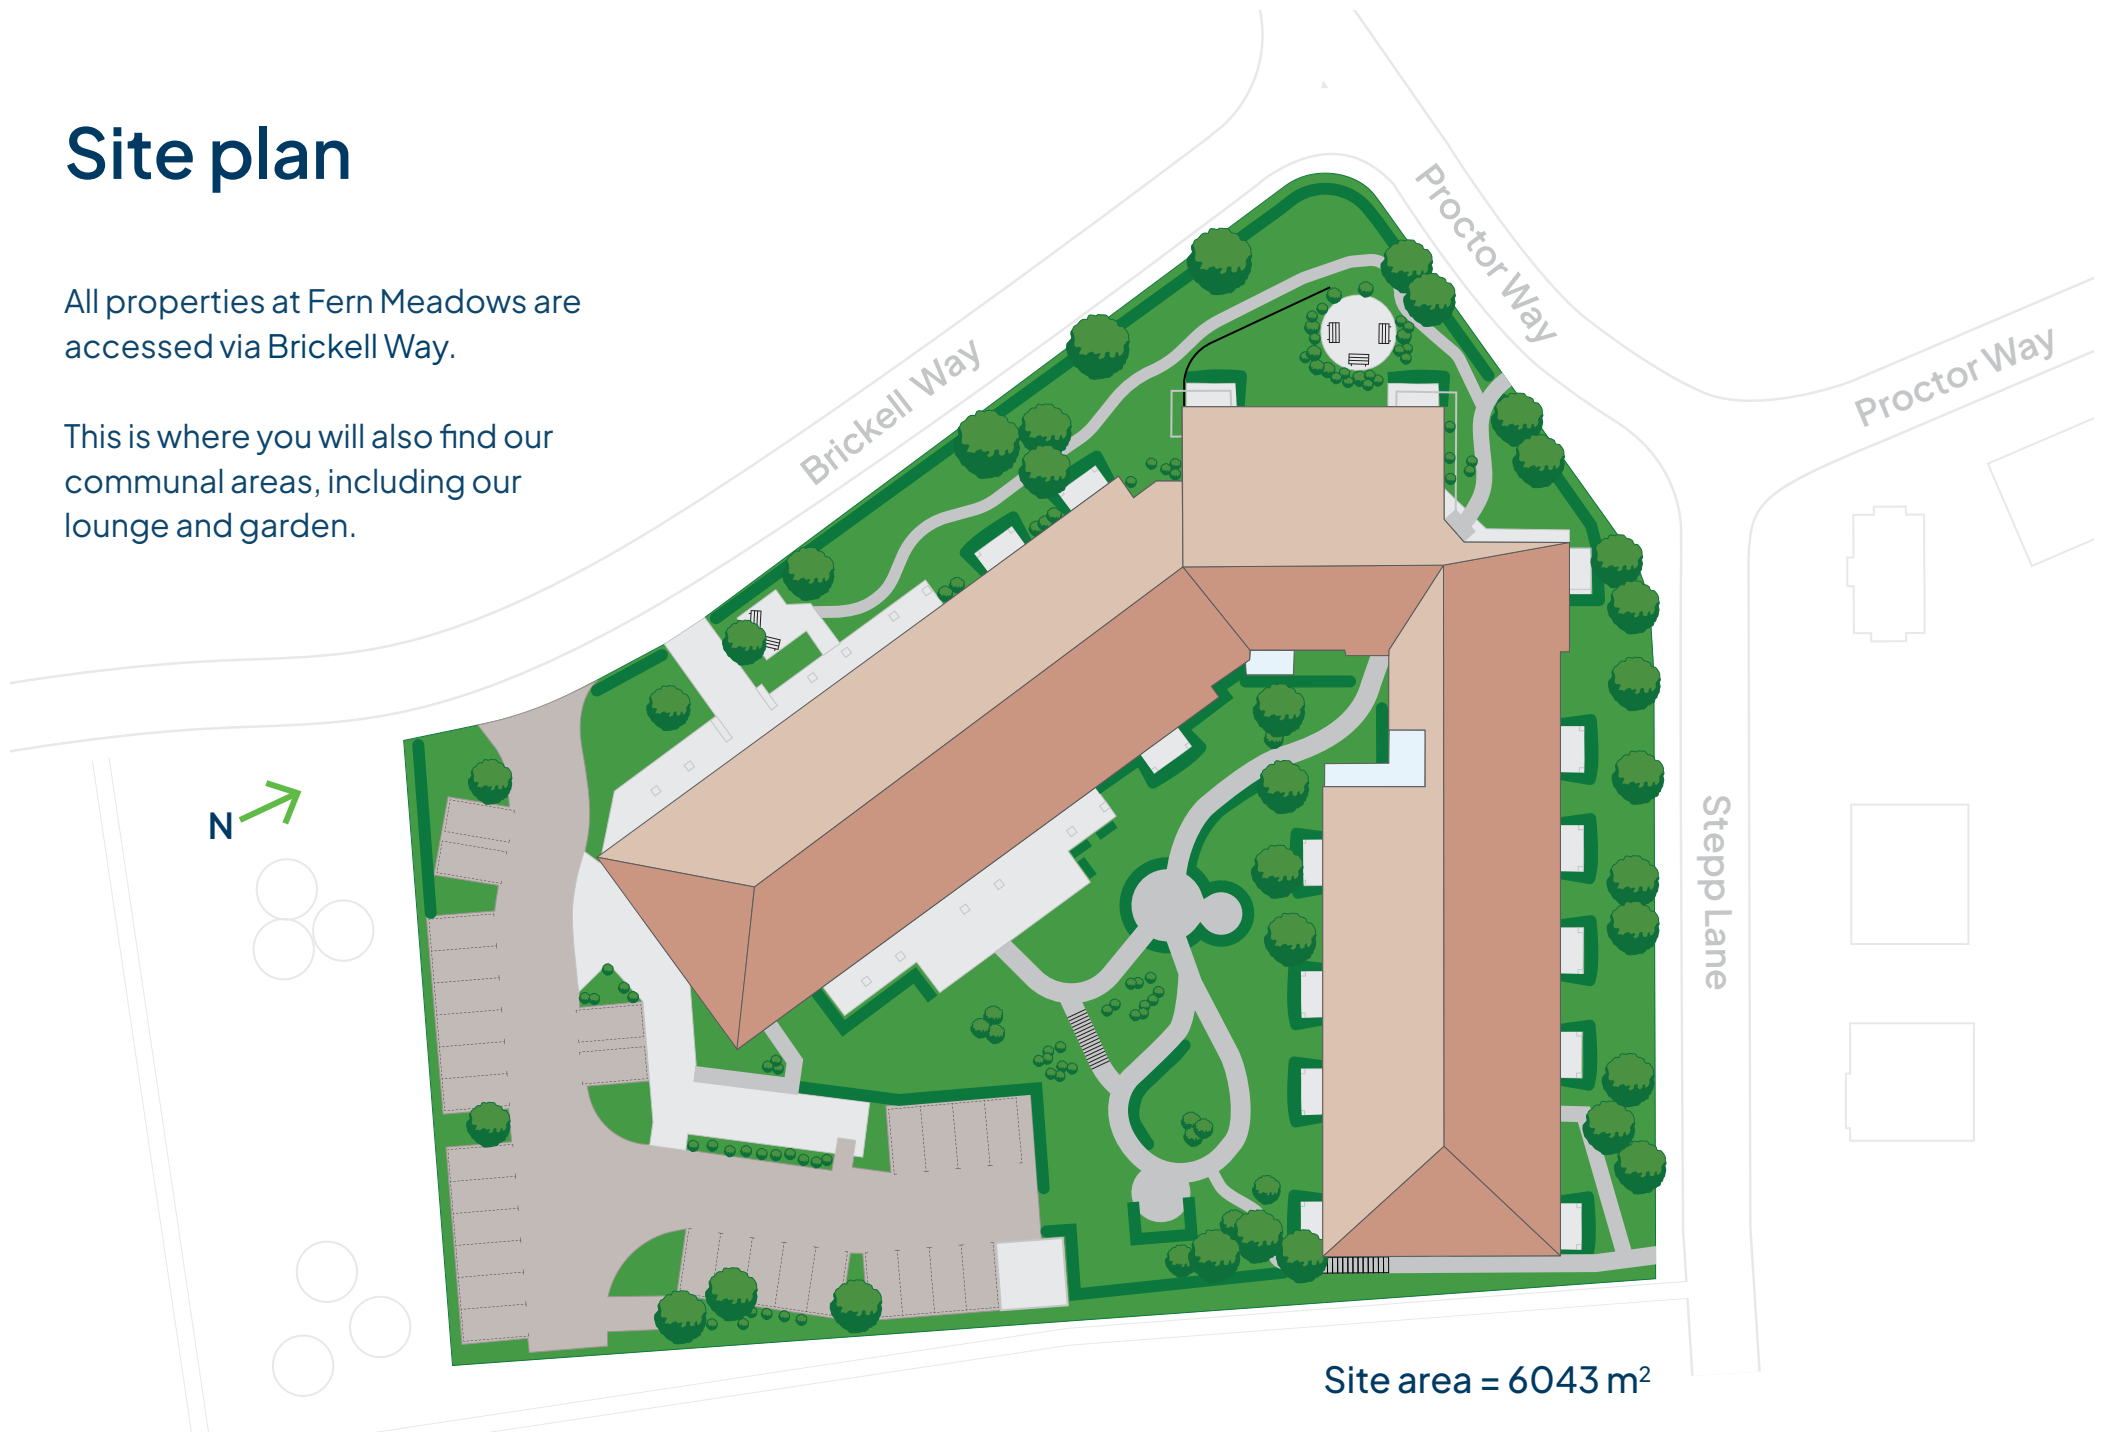 Site plan
All properties at Fern Meadows are
accessed via Brickell Way.
This is where you will also find our
communal areas, including our
lounge and garden.
Brickell Way
Proctor Way
Proctor Way
Stepp Lane
N
Site area = 6043 m²